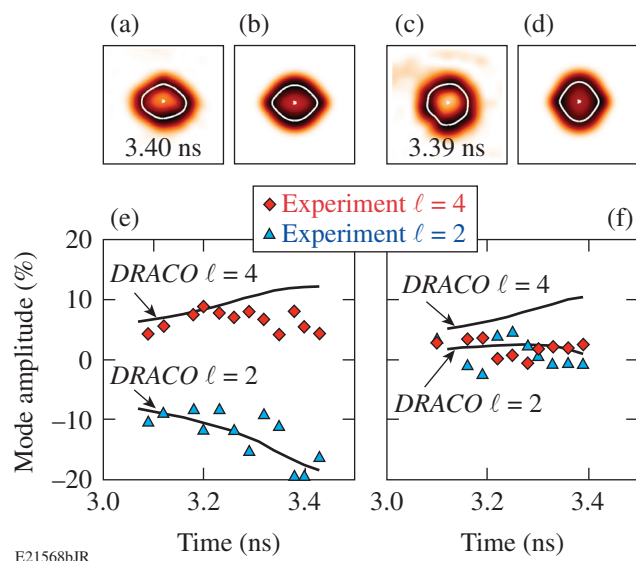 (a) (b) (c) (d)
3.40 ns 3.39 ns
Experiment ℓ = 4
Experiment ℓ = 2
(e) (f)
20
10
0
–10
–20
Mode amplitude (%)
DRACO ℓ = 4
DRACO ℓ = 2
DRACO ℓ = 4
DRACO ℓ = 2
3.0 3.2 3.4 3.0 3.2 3.4
Time (ns) Time (ns)
E21568bJR